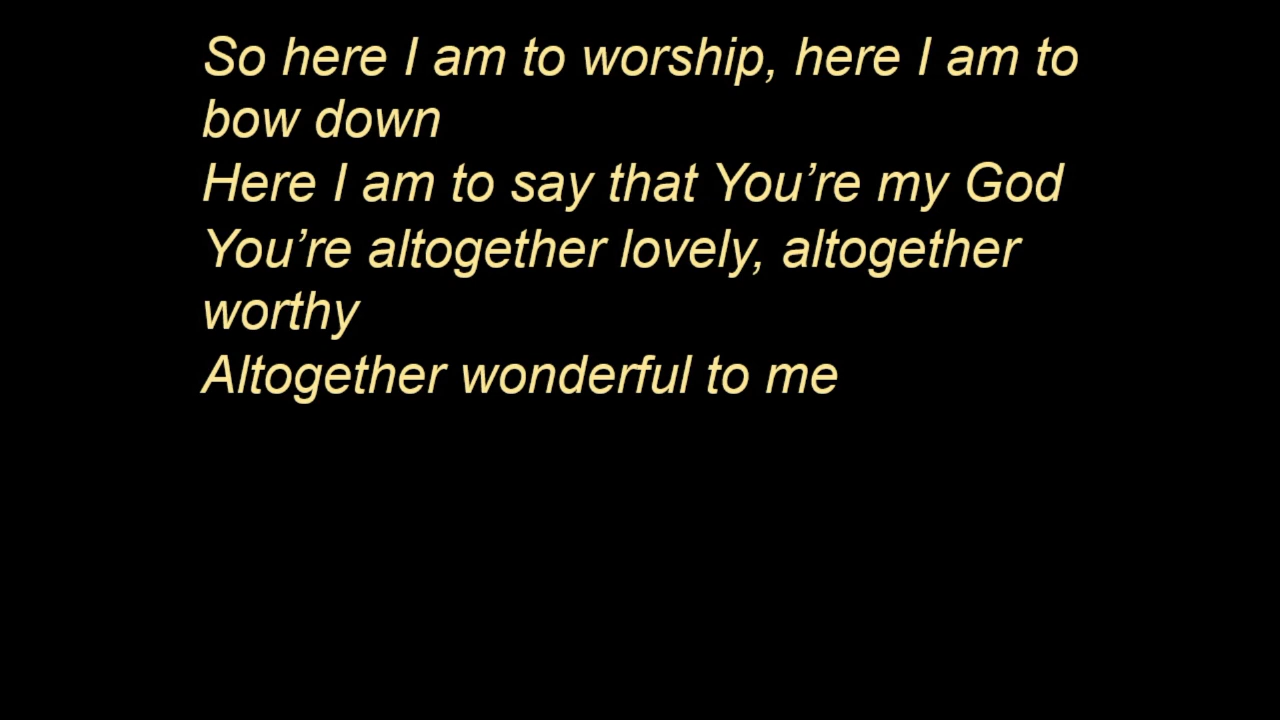 So here I am to worship, here I am to
bow down
Here I am to say that You’re my God
You’re altogether lovely, altogether
worthy
Altogether wonderful to me